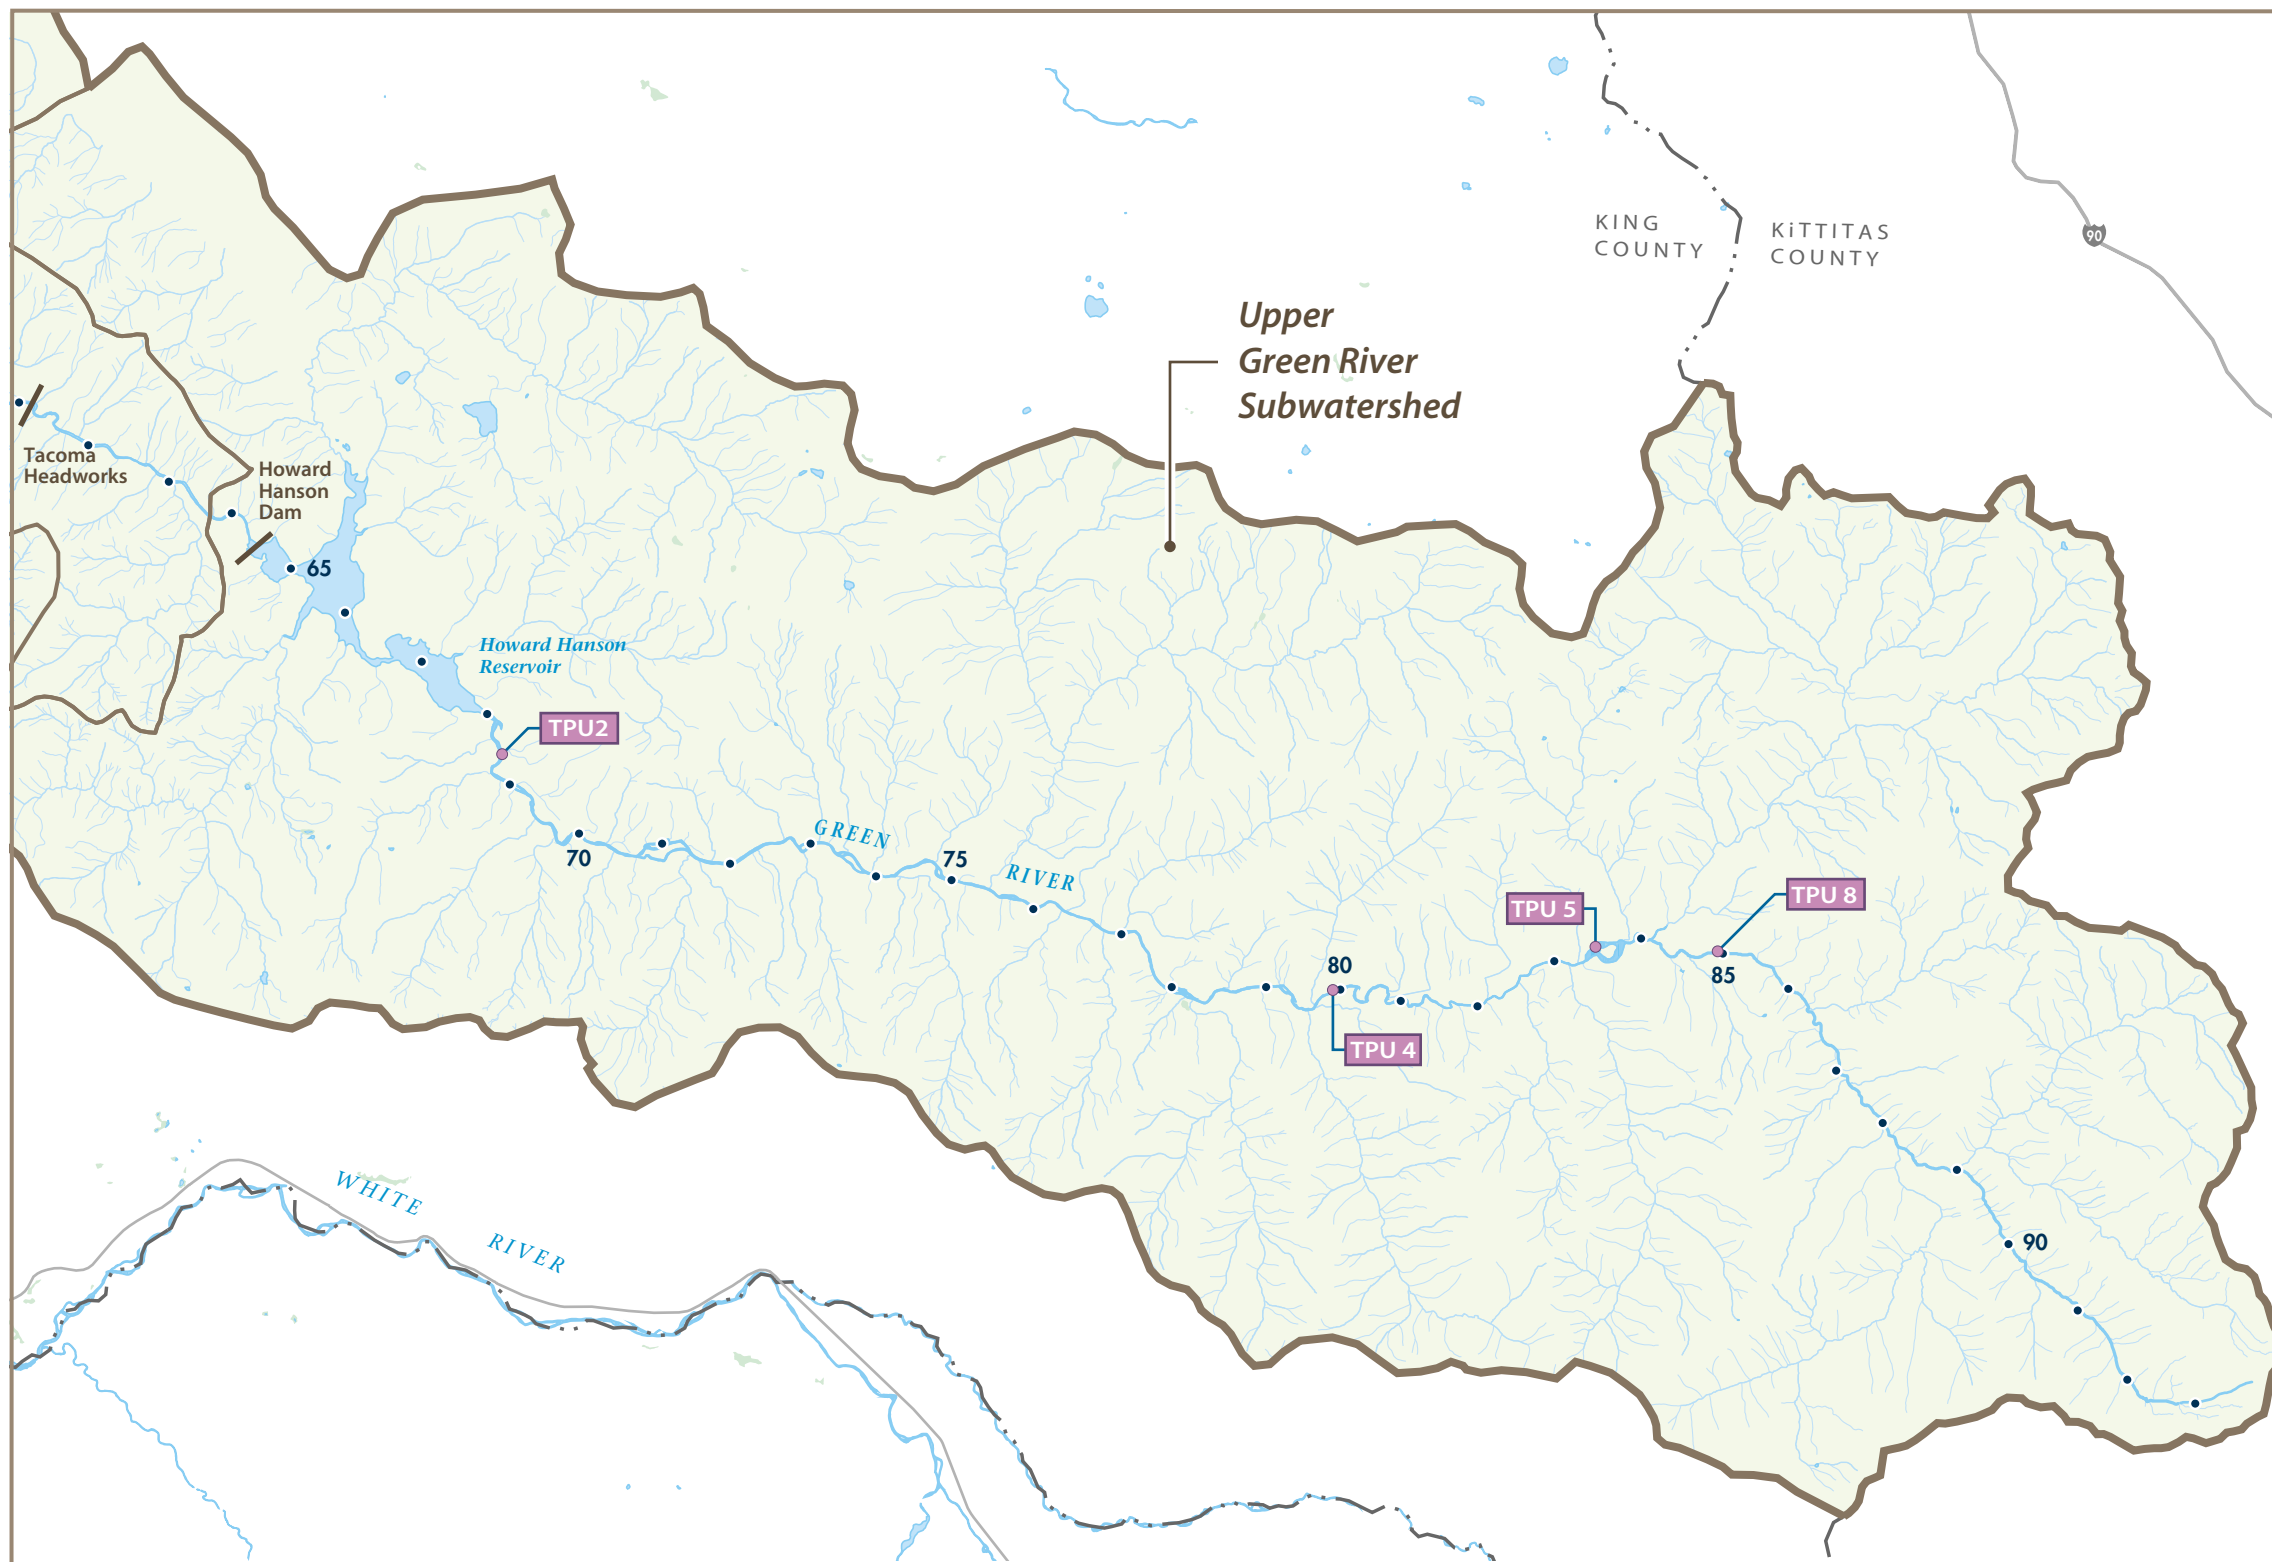 KING
COUNTY
KiTTITAS
COUNTY
90
Upper
Green River
Subwatershed
Tacoma
Headworks
Howard
Hanson
Dam
65
Howard Hanson
Reservoir
TPU2
70
GREEN
75
RIVER
80
TPU 4
TPU 5
TPU 8
85
90
WHITE
RIVER